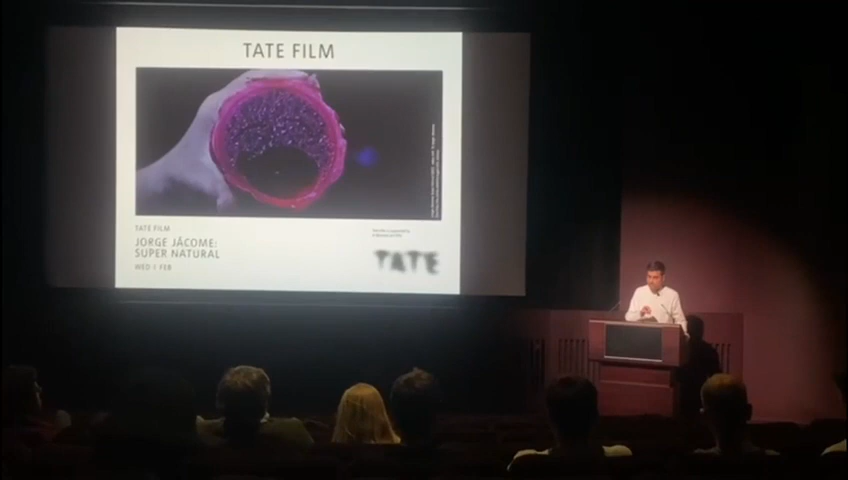 TATE FILM
TATE FILM
JORGE JÁCOME:
SUPER NATURAL
WED 1 FEB
TATE